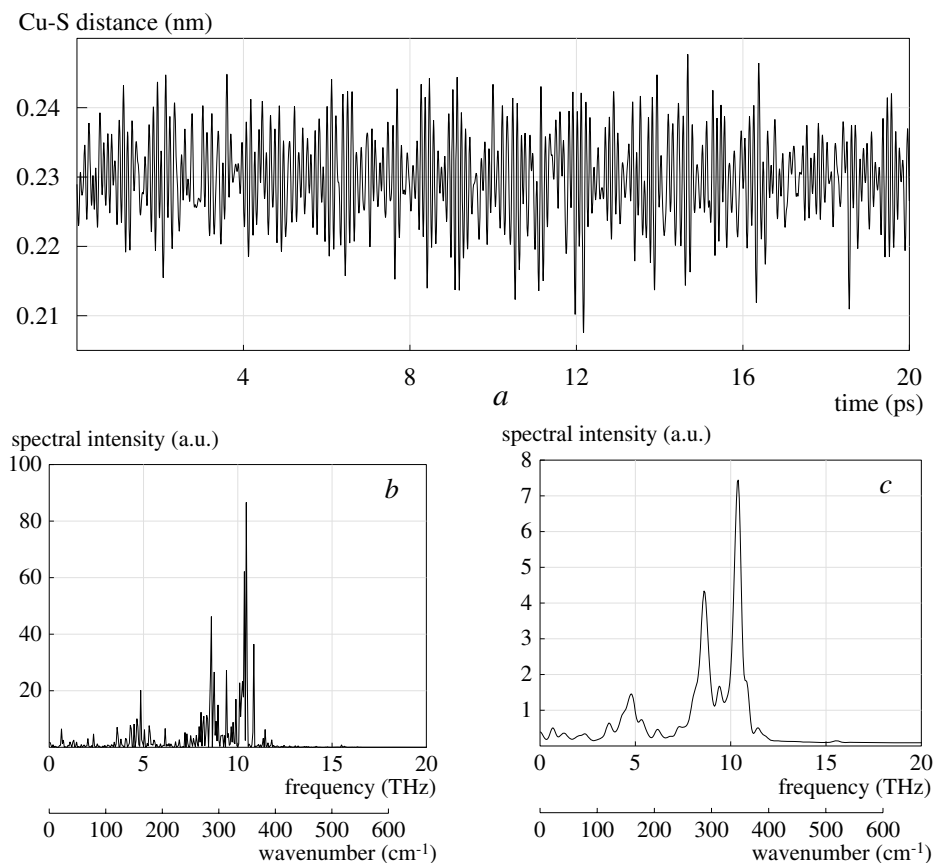 Cu-S distance (nm)
0.24
0.23
0.22
0.21
4 8 12 16 20
a
time (ps)
spectral intensity (a.u.)
100
80
60
40
20
b
0 5 10 15 20
frequency (THz)
0 100 200 300 400 500 600
wavenumber (cm-1)
spectral intensity (a.u.)
8
7
6
5
4
3
2
1
c
0 5 10 15 20
frequency (THz)
0 100 200 300 400 500 600
wavenumber (cm-1)